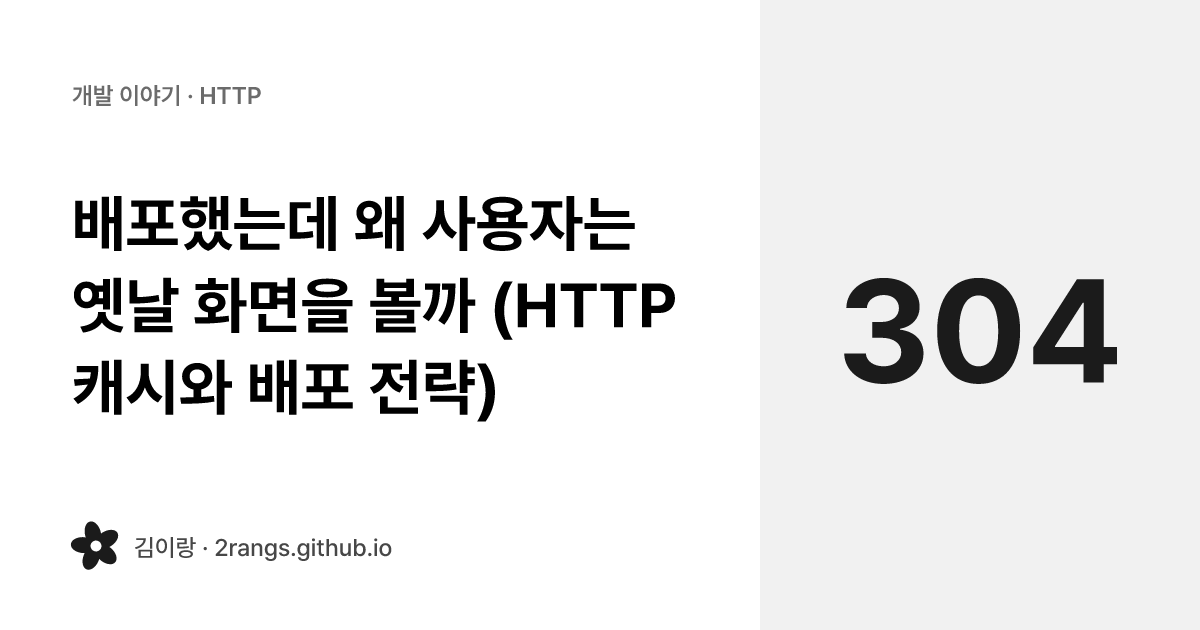 개발 이야기 · HTTP
배포했는데 왜 사용자는
옛날 화면을 볼까 (HTTP
캐시와 배포 전략)
304
김이랑 · 2rangs.github.io